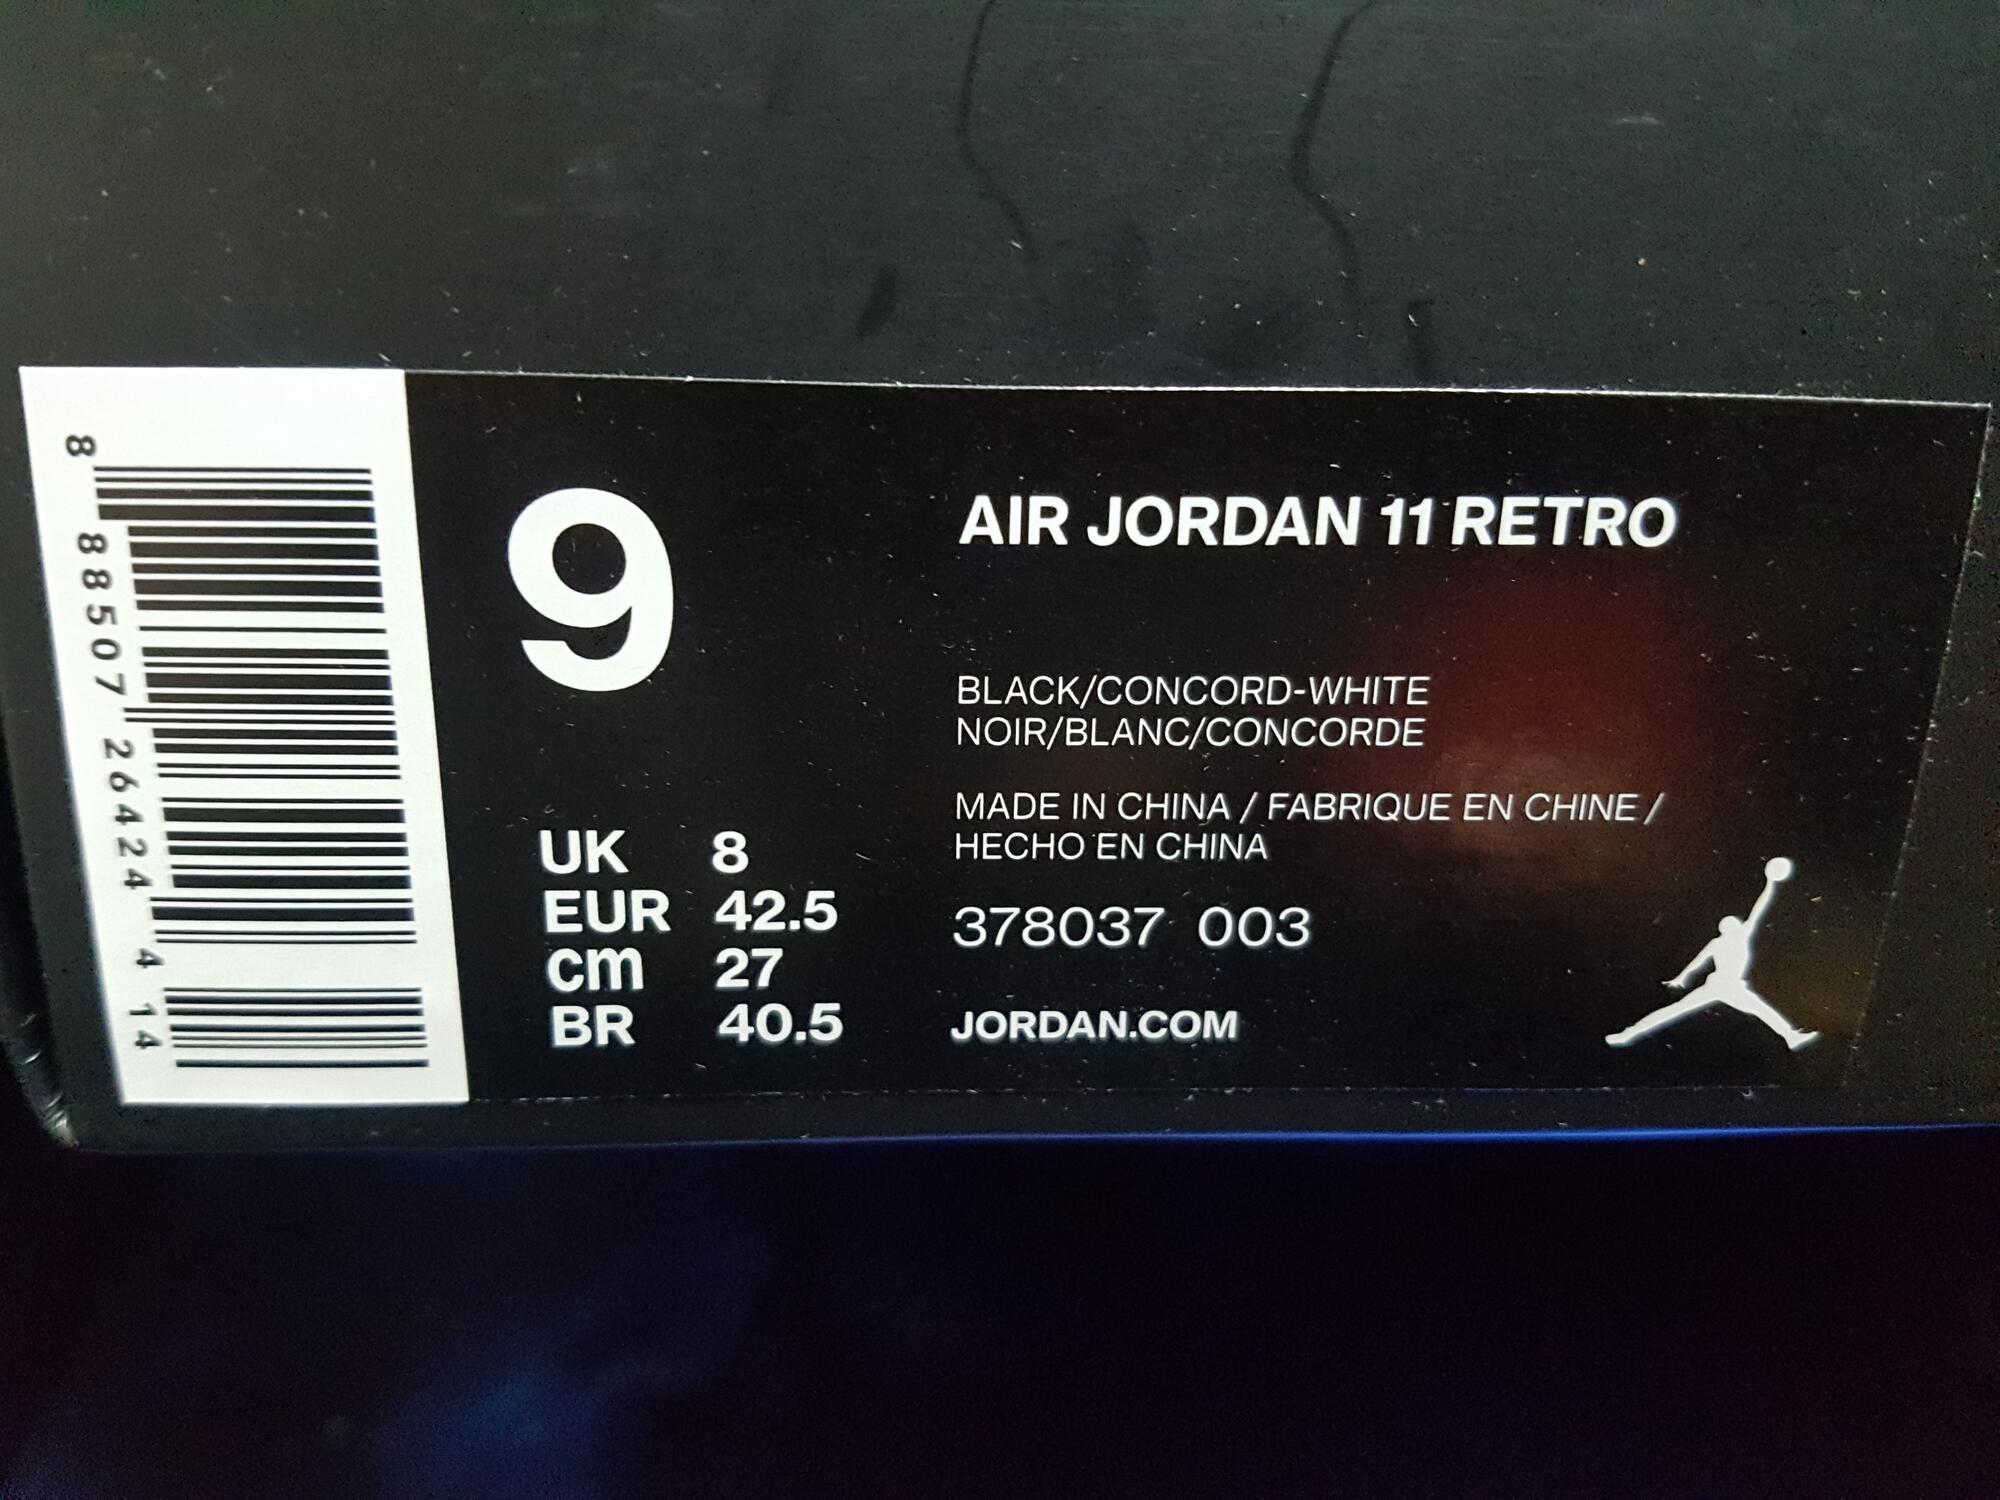 8 88507 26424 4 14
9
UK 8
EUR 42.5
cm 27
BR 40.5
AIR JORDAN 11 RETRO
BLACK/CONCORD-WHITE
NOIR/BLANC/CONCORDE
MADE IN CHINA / FABRIQUE EN CHINE /
HECHO EN CHINA
378037 003
JORDAN.COM